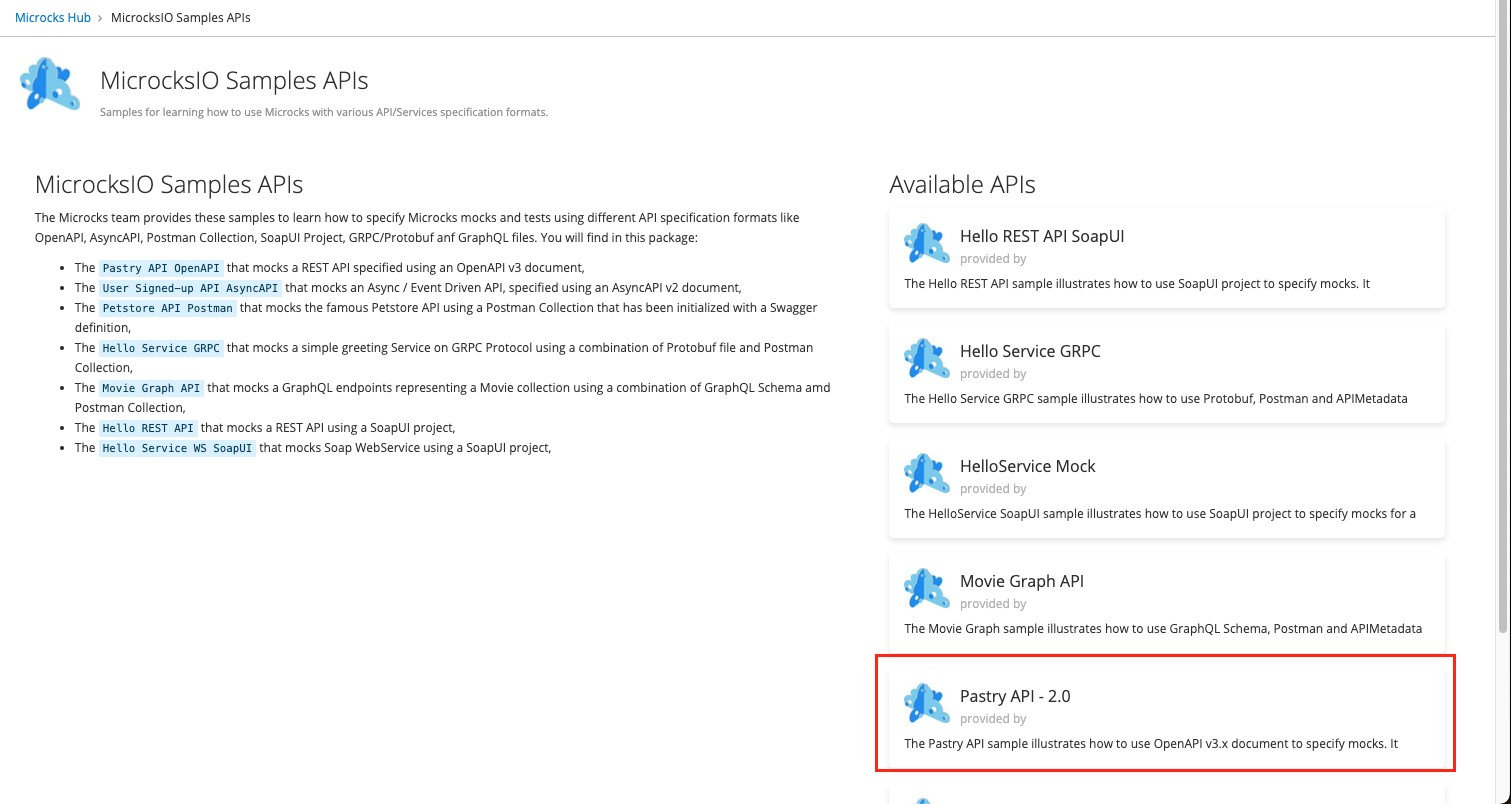 Microcks Hub > MicrocksIO Samples APIs
MicrocksIO Samples APIs
Samples for learning how to use Microcks with various API/Services specification formats.
MicrocksIO Samples APIs
The Microcks team provides these samples to learn how to specify Microcks mocks and tests using different API specification formats like
OpenAPI, AsyncAPI, Postman Collection, SoapUI Project, GRPC/Protobuf anf GraphQL files. You will find in this package:
• The Pastry API OpenAPI that mocks a REST API specified using an OpenAPI v3 document,
• The User Signed-up API AsyncAPI that mocks an Async / Event Driven API, specified using an AsyncAPI v2 document,
• The Petstore API Postman that mocks the famous Petstore API using a Postman Collection that has been initialized with a Swagger
definition,
• The Hello Service GRPC that mocks a simple greeting Service on GRPC Protocol using a combination of Protobuf file and Postman
Collection,
• The Movie Graph API that mocks a GraphQL endpoints representing a Movie collection using a combination of GraphQL Schema amd
Postman Collection,
• The Hello REST API that mocks a REST API using a SoapUI project,
• The Hello Service WS SoapUI that mocks Soap WebService using a SoapUI project,
Available APIs
Hello REST API SoapUI
provided by
The Hello REST API sample illustrates how to use SoapUI project to specify mocks. It
Hello Service GRPC
provided by
The Hello Service GRPC sample illustrates how to use Protobuf, Postman and APIMetadata
HelloService Mock
provided by
The HelloService SoapUI sample illustrates how to use SoapUI project to specify mocks for a
Movie Graph API
provided by
The Movie Graph sample illustrates how to use GraphQL Schema, Postman and APIMetadata
Pastry API - 2.0
provided by
The Pastry API sample illustrates how to use OpenAPI v3.x document to specify mocks. It